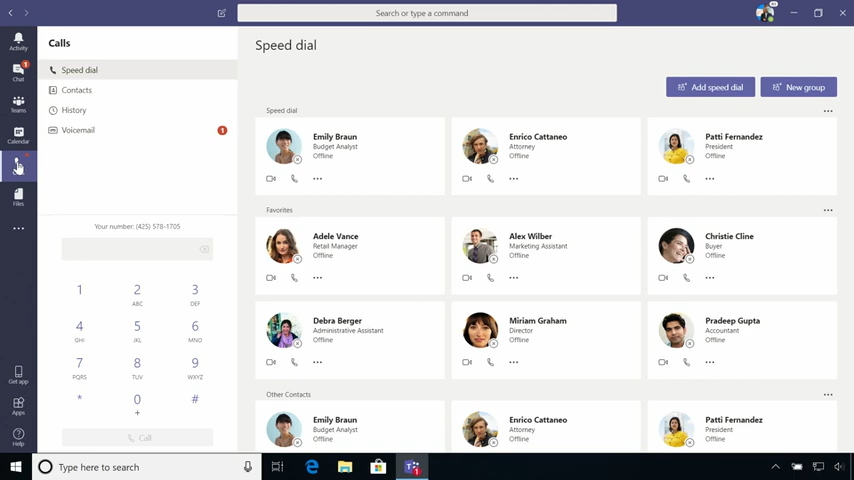 Search or type a command
Activity
Chat
1
Teams
Calendar
Files
Get app
Apps
Help
Calls
Speed dial
Contacts
History
Voicemail
1
Your number: (425) 578-1705
1
2
ABC
3
DEF
4
GHI
5
JKL
6
MNO
7
PQRS
8
TUV
9
WXYZ
*
0
+
#
Call
Speed dial
Add speed dial
New group
Speed dial
Emily Braun
Budget Analyst
Offline
Enrico Cattaneo
Attorney
Offline
Patti Fernandez
President
Offline
Favorites
Adele Vance
Retail Manager
Offline
Alex Wilber
Marketing Assistant
Offline
Christie Cline
Buyer
Offline
Debra Berger
Administrative Assistant
Offline
Miriam Graham
Director
Offline
Pradeep Gupta
Accountant
Offline
Other Contacts
Emily Braun
Budget Analyst
Offline
Enrico Cattaneo
Attorney
Offline
Patti Fernandez
President
Offline
Type here to search